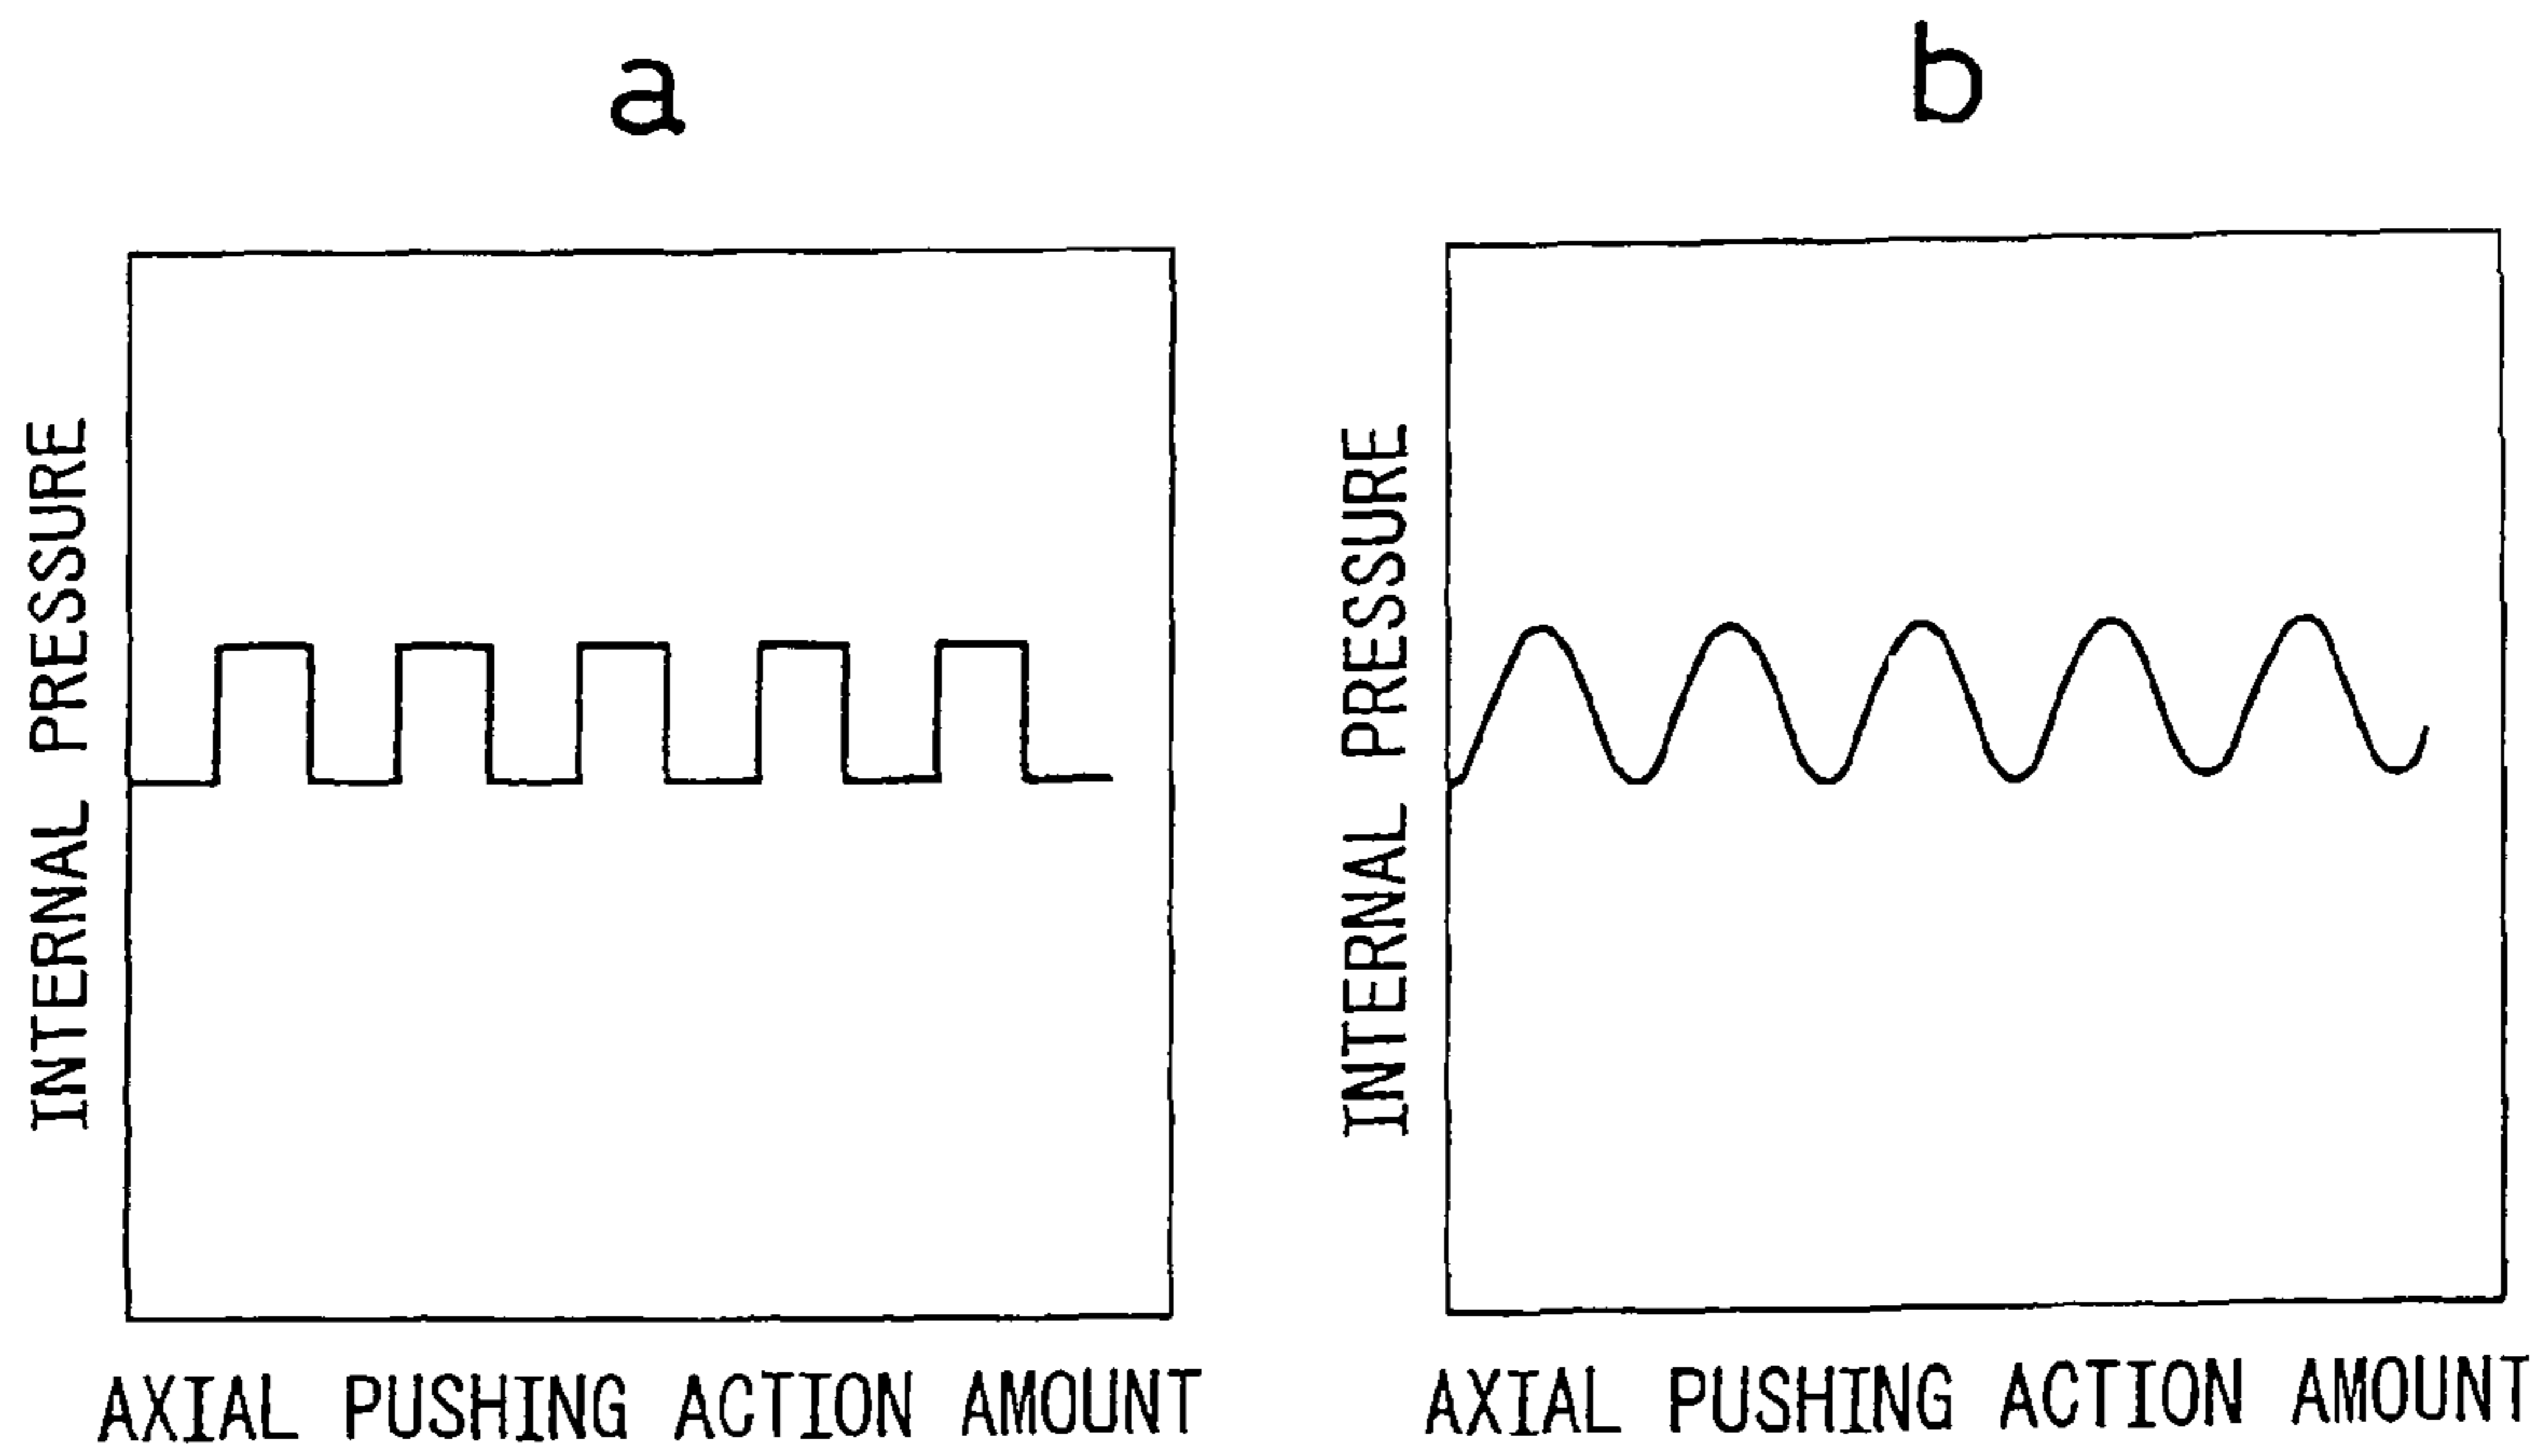 a
INTERNAL PRESSURE
AXIAL PUSHING ACTION AMOUNT
b
INTERNAL PRESSURE
AXIAL PUSHING ACTION AMOUNT